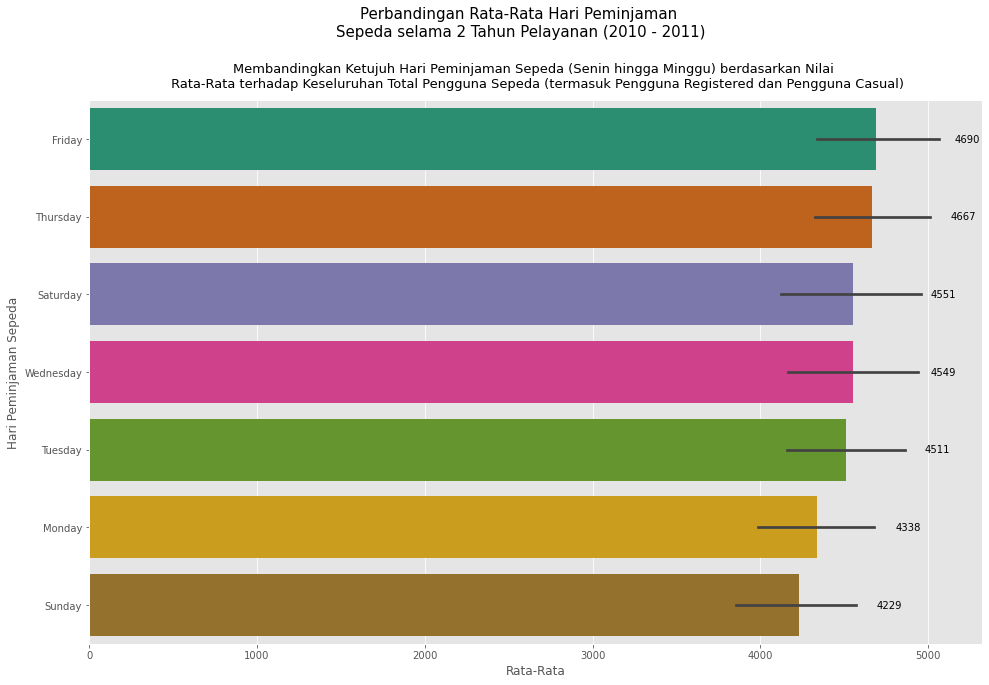 Perbandingan Rata-Rata Hari Peminjaman
Sepeda selama 2 Tahun Pelayanan (2010 - 2011)
Membandingkan Ketujuh Hari Peminjaman Sepeda (Senin hingga Minggu) berdasarkan Nilai
Rata-Rata terhadap Keseluruhan Total Pengguna Sepeda (termasuk Pengguna Registered dan Pengguna Casual)
Hari Peminjaman Sepeda
Friday 4690
Thursday 4667
Saturday 4551
Wednesday 4549
Tuesday 4511
Monday 4338
Sunday 4229
0 1000 2000 3000 4000 5000
Rata-Rata